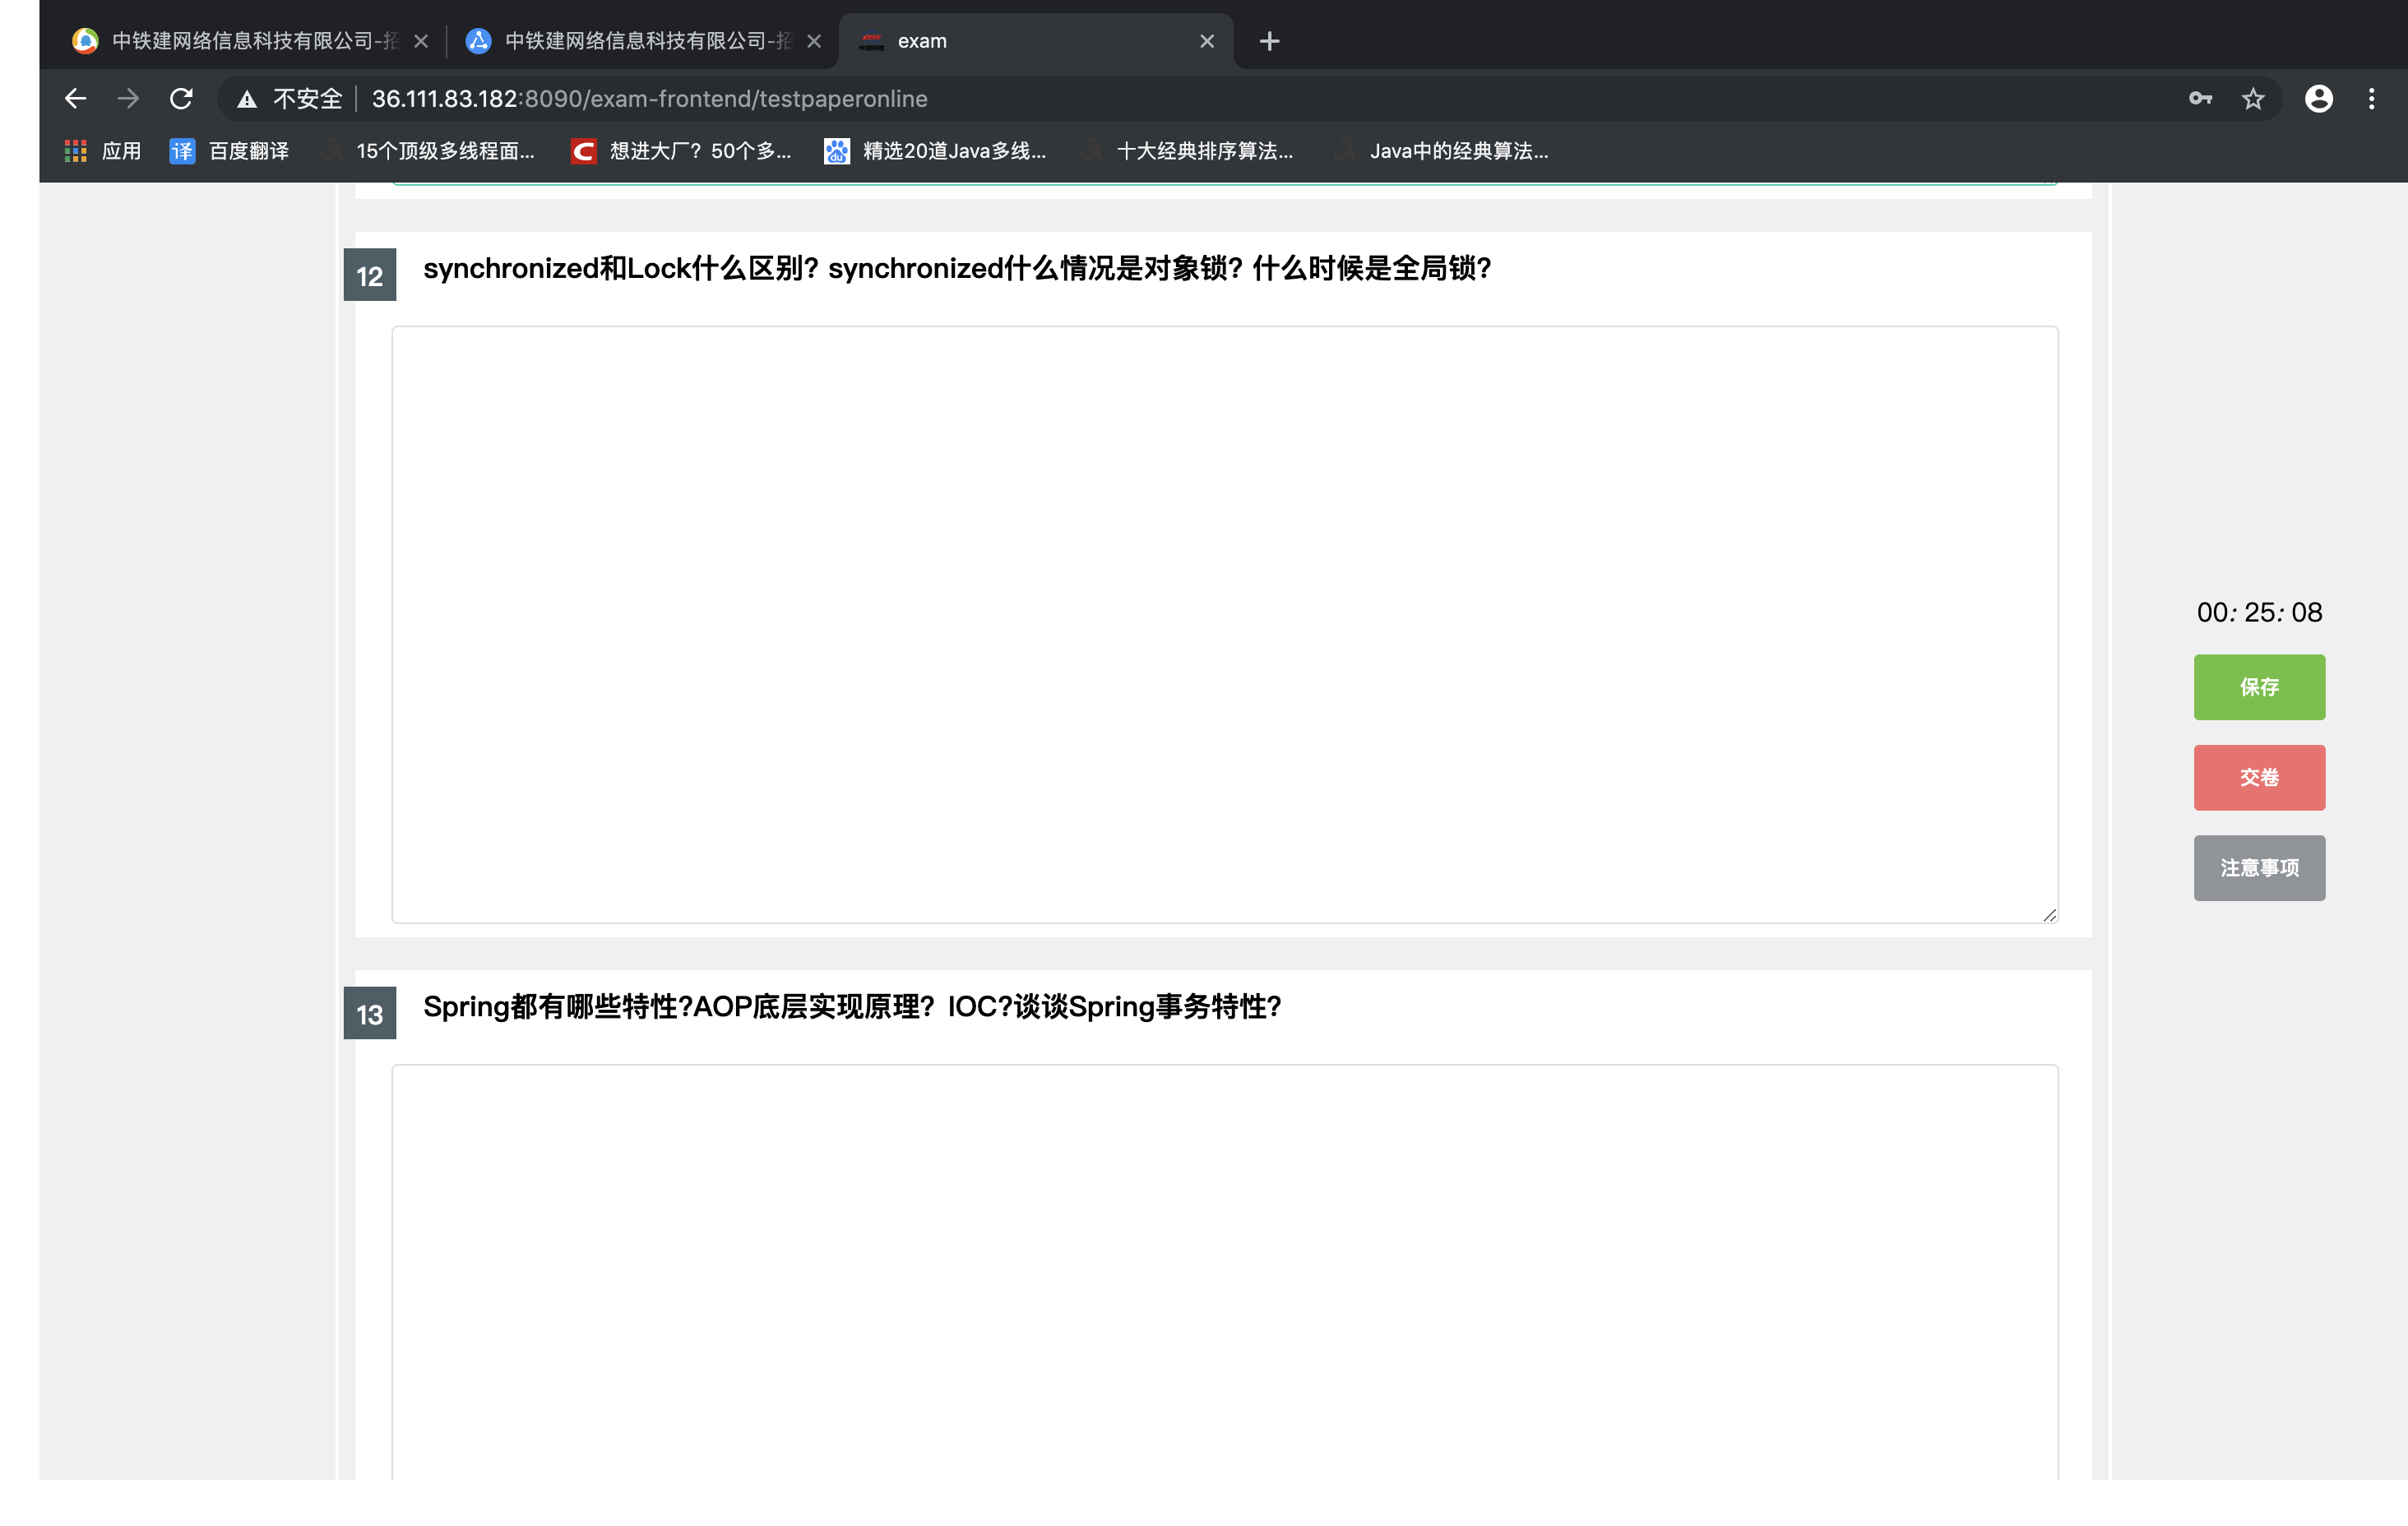 中铁建网络信息科技有限公司-招
中铁建网络信息科技有限公司-招
exam
不安全
36.111.83.182:8090/exam-frontend/testpaperonline
应用
译 百度翻译
15个顶级多线程面...
想进大厂？50个多...
du 精选20道Java多线...
十大经典排序算法...
Java中的经典算法...
12 synchronized和Lock什么区别？synchronized什么情况是对象锁？什么时候是全局锁？
00: 25: 08
保存
交卷
注意事项
13 Spring都有哪些特性?AOP底层实现原理？IOC?谈谈Spring事务特性?